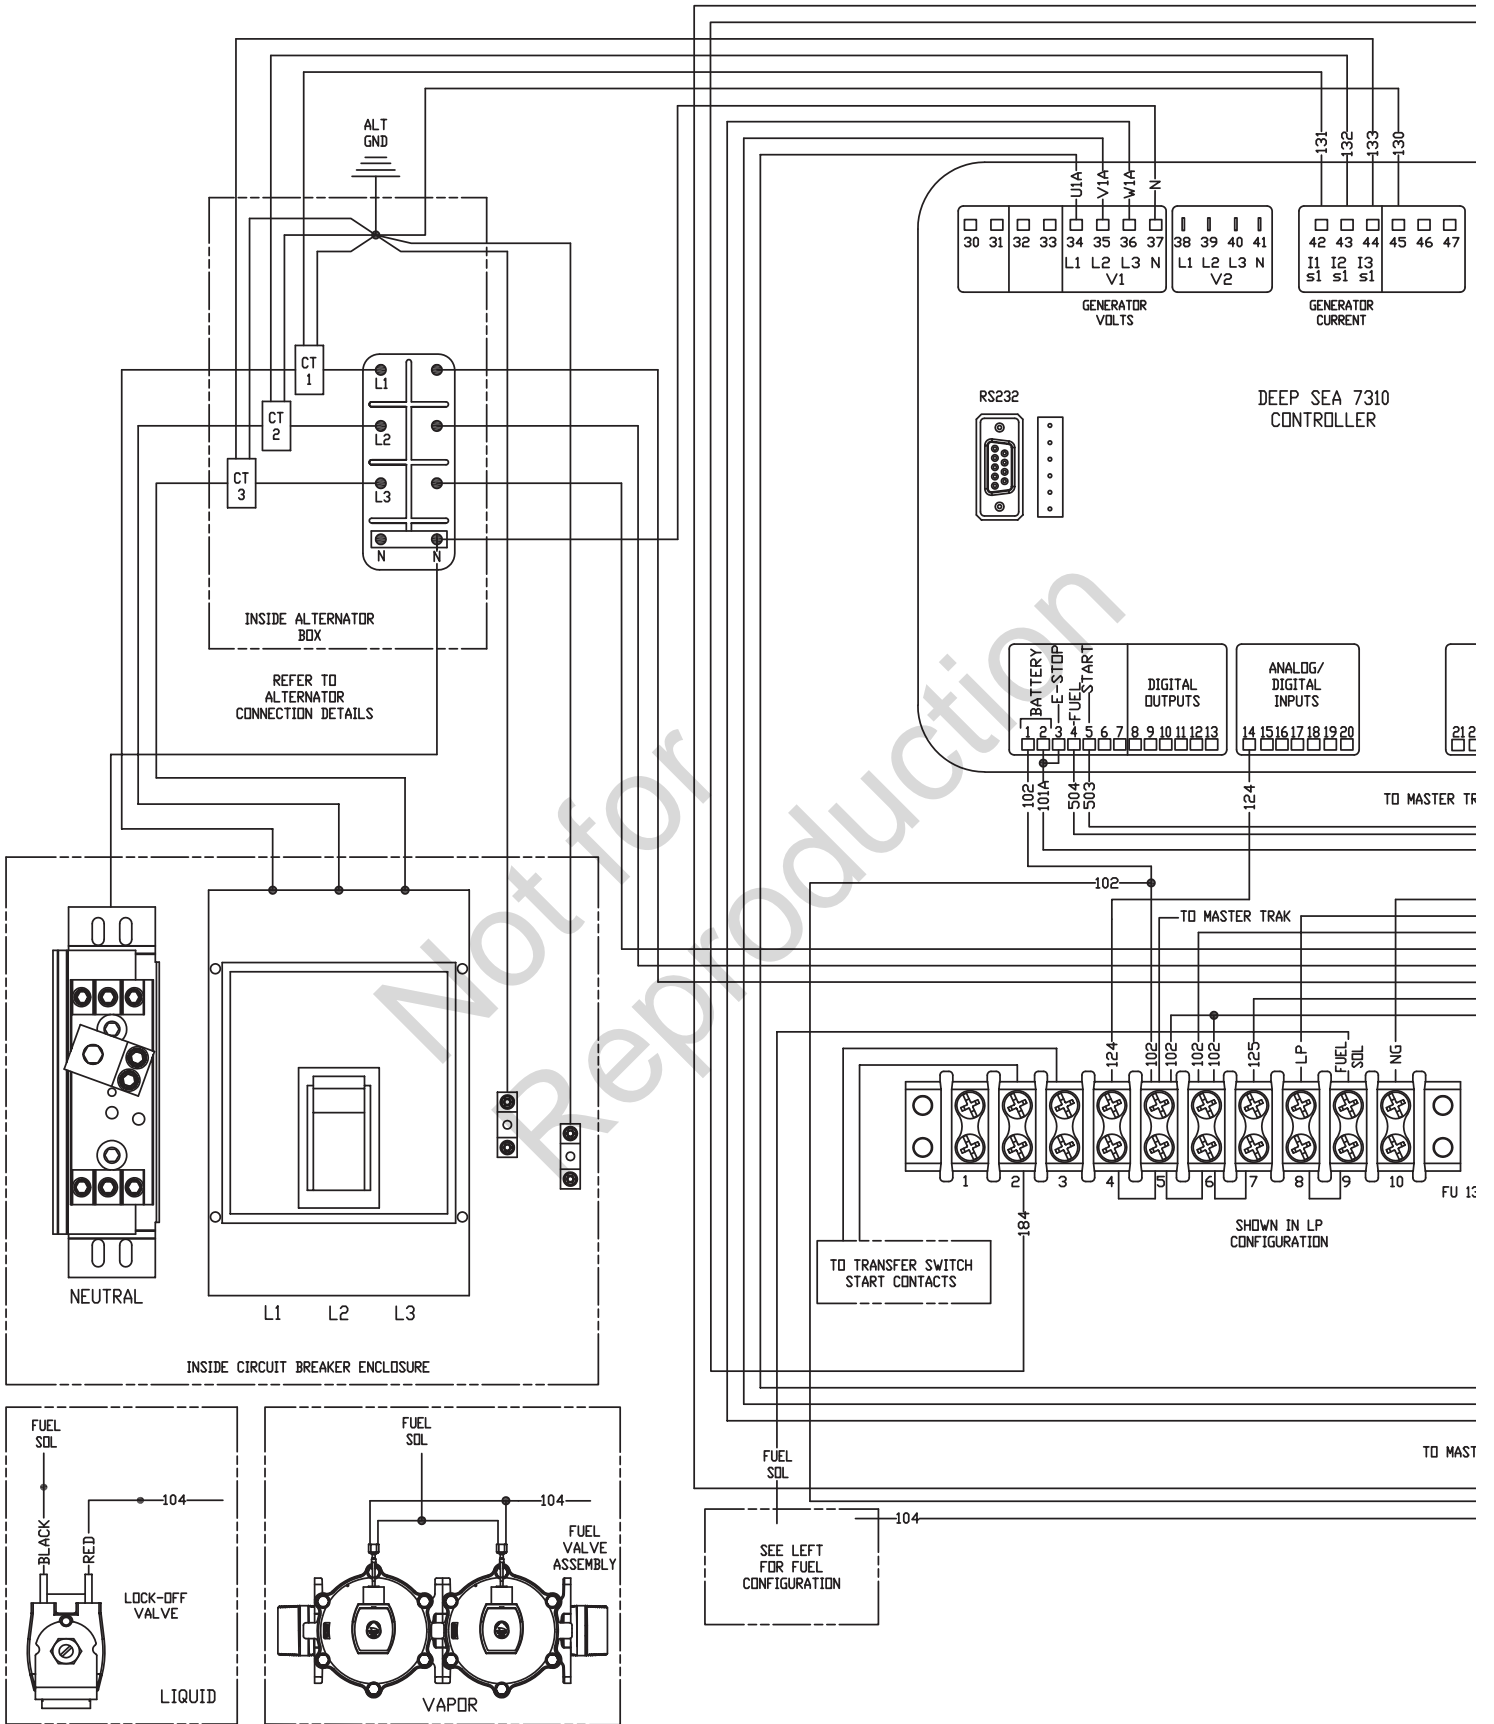 ALT
GND
131
132
133
130
U1A
V1A
W1A
N
30 31 32 33 34 35 36 37
L1 L2 L3 N
V1
GENERATOR
VOLTS
38 39 40 41
L1 L2 L3 N
V2
42 43 44 45 46 47
I1 I2 I3
s1 s1 s1
GENERATOR
CURRENT
CT
1
CT
2
CT
3
L1
L2
L3
N N
INSIDE ALTERNATOR
BOX
REFER TO
ALTERNATOR
CONNECTION DETAILS
RS232
DEEP SEA 7310
CONTROLLER
BATTERY
E-STOP
FUEL
START
DIGITAL
OUTPUTS
1 2 3 4 5 6 7 8 9 10 11 12 13
ANALOG/
DIGITAL
INPUTS
14 15 16 17 18 19 20
21 2
102
101A
504
503
124
TO MASTER TR
102
TO MASTER TRAK
124
102
102
102
102
125
LP
FUEL
SOL
NG
1 2 3 4 5 6 7 8 9 10
FU 13
184
SHOWN IN LP
CONFIGURATION
TO TRANSFER SWITCH
START CONTACTS
NEUTRAL
L1 L2 L3
INSIDE CIRCUIT BREAKER ENCLOSURE
FUEL
SOL
104
BLACK
RED
LOCK-OFF
VALVE
LIQUID
FUEL
SOL
104
FUEL
VALVE
ASSEMBLY
VAPOR
FUEL
SOL
TO MAST
104
SEE LEFT
FOR FUEL
CONFIGURATION
Not for
Reproduction